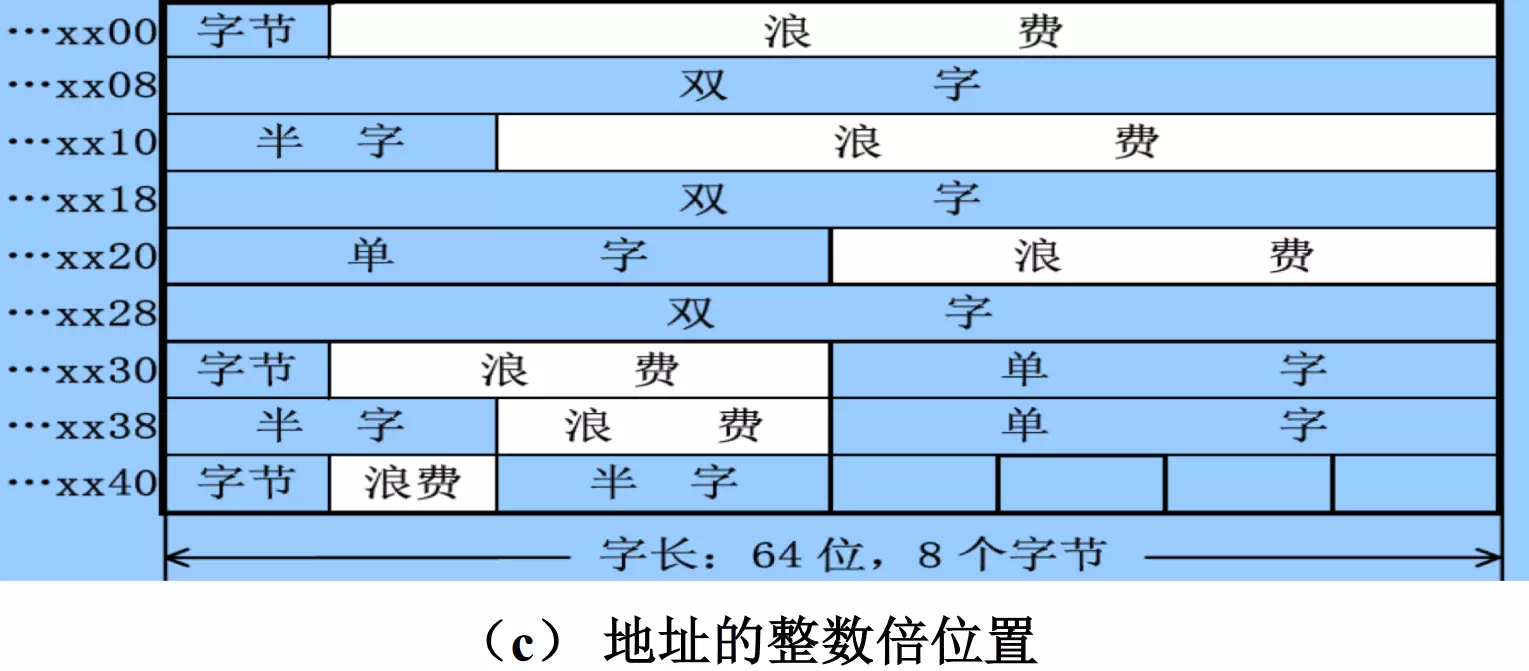 …xx00 字节 浪 费
…xx08 双 字
…xx10 半 字 浪 费
…xx18 双 字
…xx20 单 字 浪 费
…xx28 双 字
…xx30 字节 浪 费 单 字
…xx38 半 字 浪 费 单 字
…xx40 字节 浪费 半 字
字长：64 位，8 个字节
（c） 地址的整数倍位置